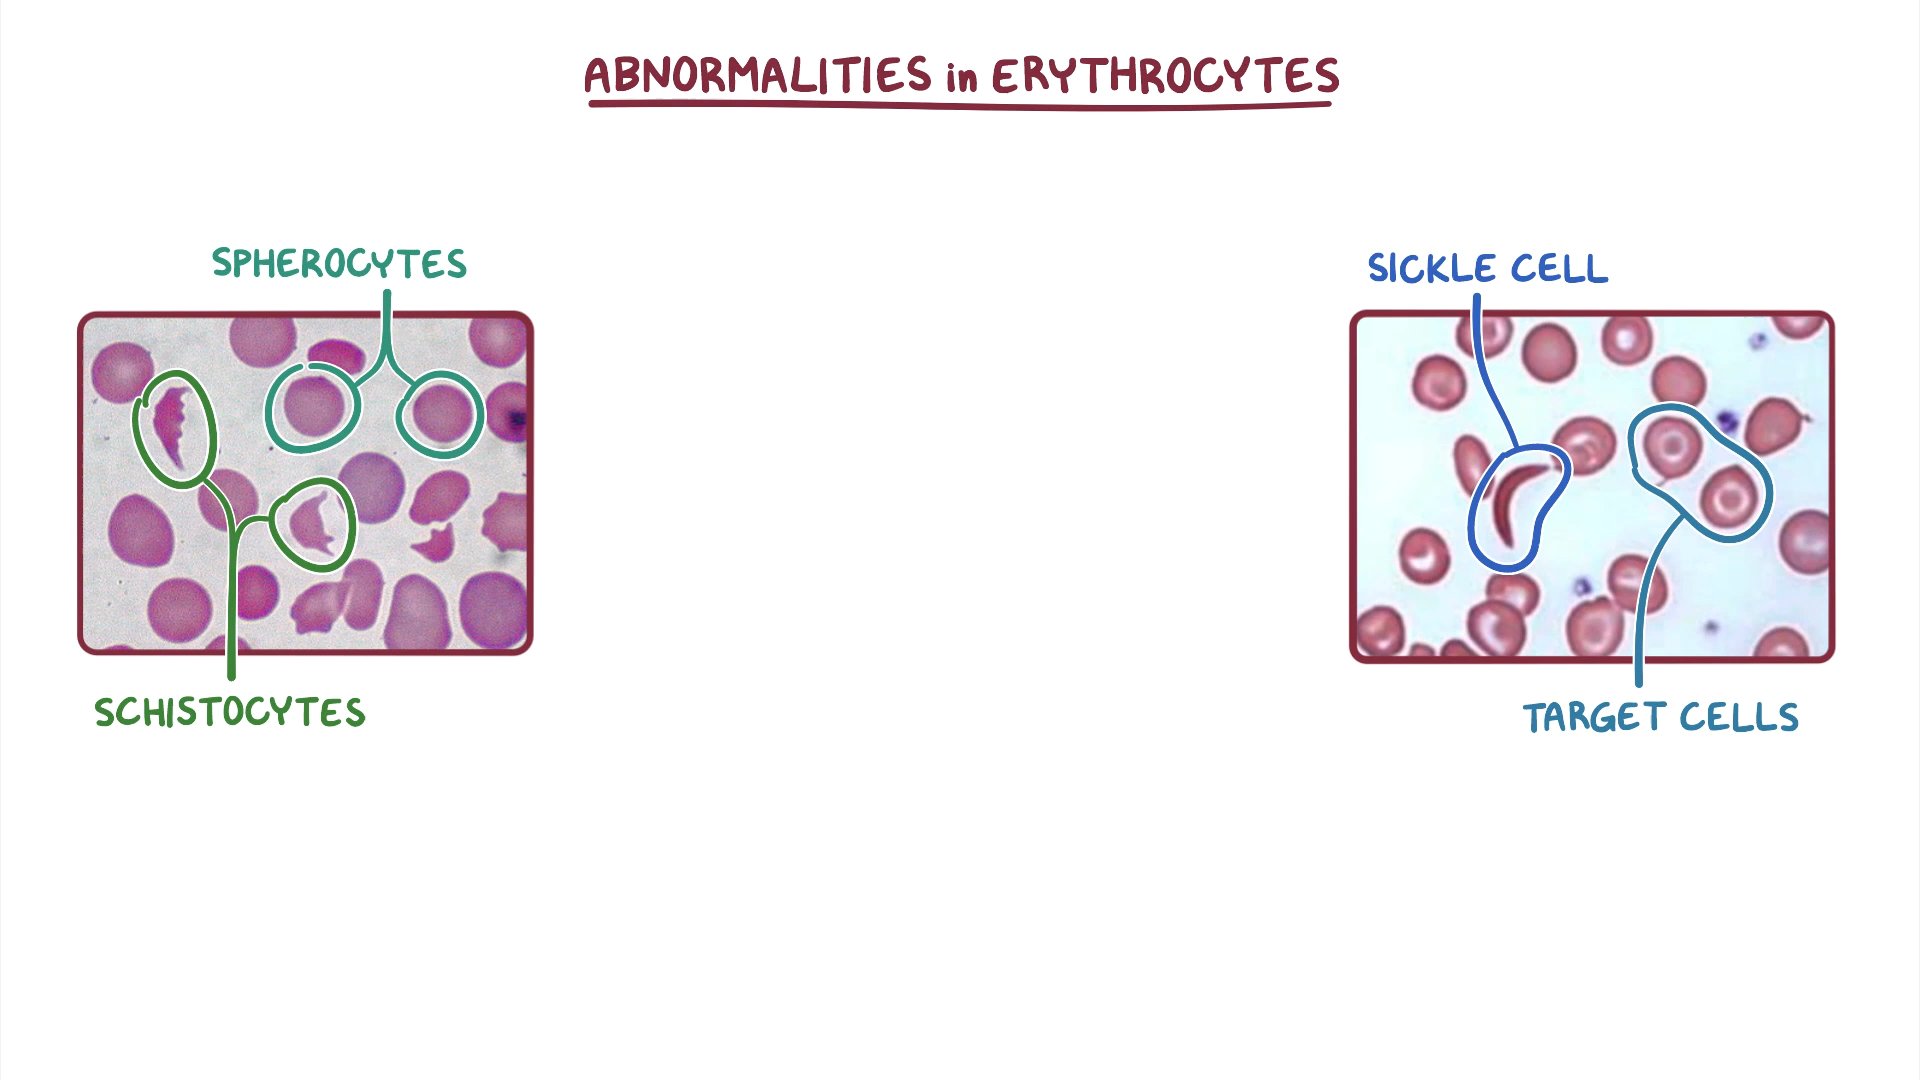 ABNORMALITIES in ERYTHROCYTES
SPHEROCYTES
SICKLE CELL
SCHISTOCYTES
TARGET CELLS